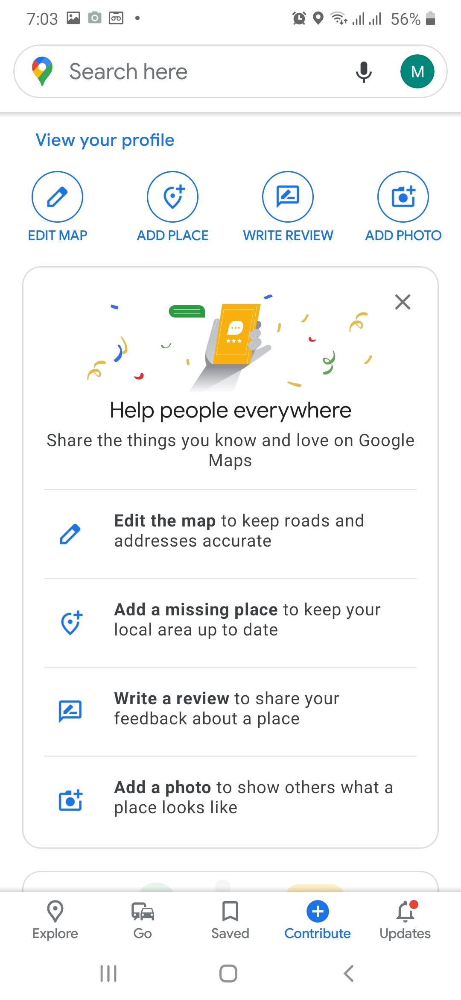 7:03
56%
Search here
M
View your profile
EDIT MAP
ADD PLACE
WRITE REVIEW
ADD PHOTO
Help people everywhere
Share the things you know and love on Google
Maps
Edit the map to keep roads and
addresses accurate
Add a missing place to keep your
local area up to date
Write a review to share your
feedback about a place
Add a photo to show others what a
place looks like
Explore
Go
Saved
Contribute
Updates